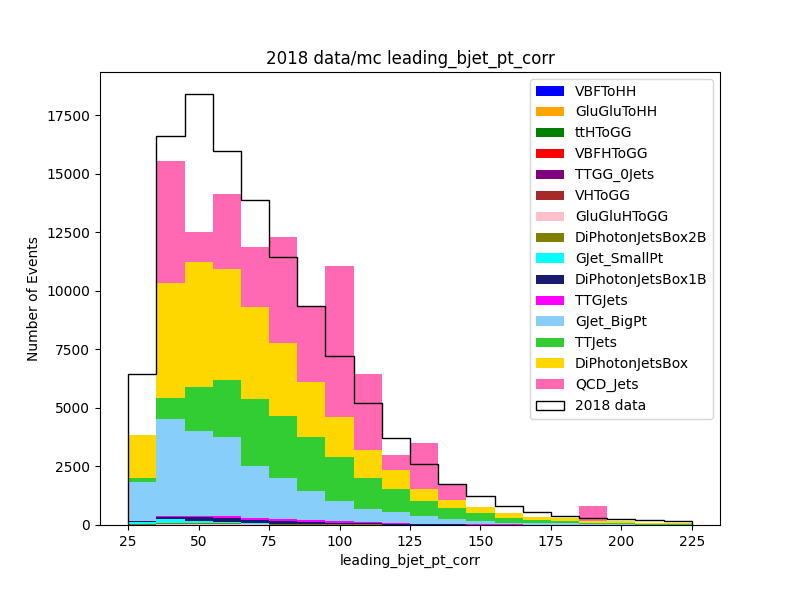 2018 data/mc leading_bjet_pt_corr
Number of Events
17500
15000
12500
10000
7500
5000
2500
0
25
50
75
100
125
150
175
200
225
leading_bjet_pt_corr
VBFToHH
GluGluToHH
ttHToGG
VBFHToGG
TTGG_0Jets
VHToGG
GluGluHToGG
DiPhotonJetsBox2B
GJet_SmallPt
DiPhotonJetsBox1B
TTGJets
GJet_BigPt
TTJets
DiPhotonJetsBox
QCD_Jets
2018 data